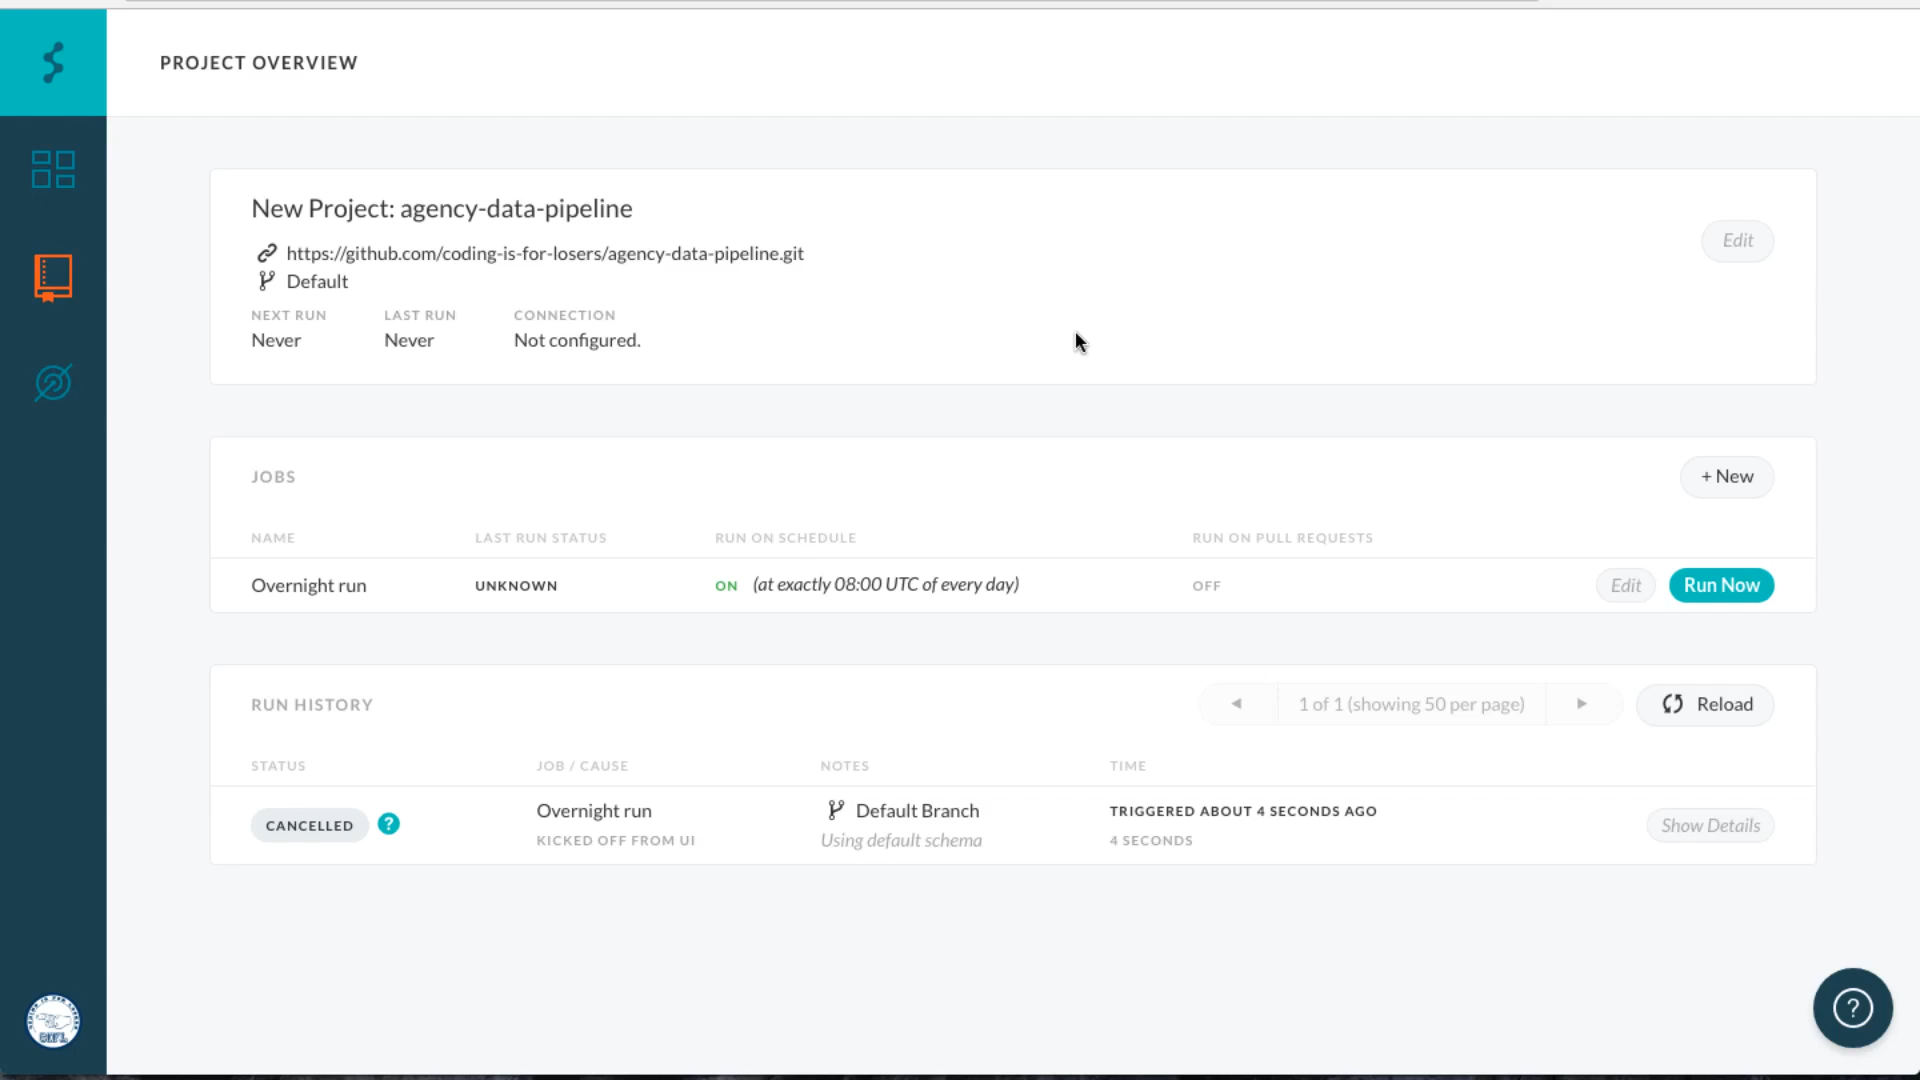 PROJECT OVERVIEW
New Project: agency-data-pipeline
https://github.com/coding-is-for-losers/agency-data-pipeline.git
Default
Edit
NEXT RUN LAST RUN CONNECTION
Never Never Not configured.
JOBS + New
NAME LAST RUN STATUS RUN ON SCHEDULE RUN ON PULL REQUESTS
Overnight run UNKNOWN ON (at exactly 08:00 UTC of every day) OFF Edit Run Now
RUN HISTORY 1 of 1 (showing 50 per page) Reload
STATUS JOB / CAUSE NOTES TIME
CANCELLED ? Overnight run Default Branch TRIGGERED ABOUT 4 SECONDS AGO Show Details
KICKED OFF FROM UI Using default schema 4 SECONDS
?